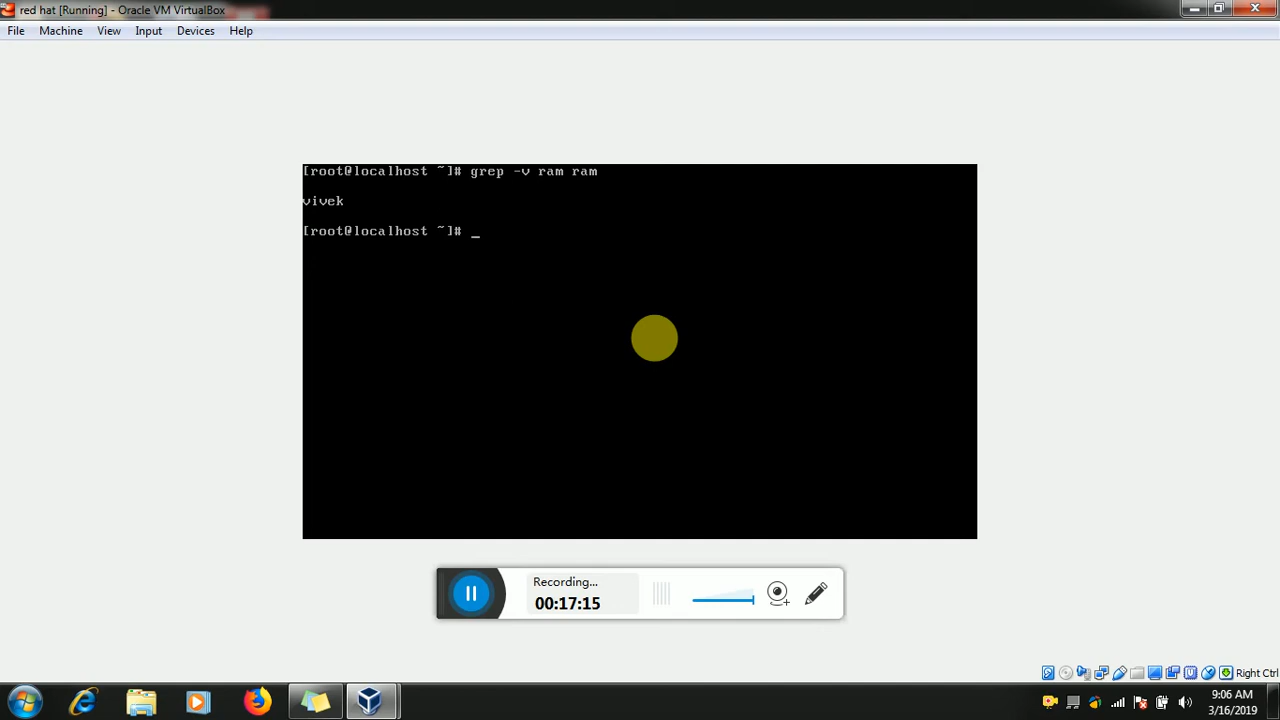 red hat [Running] - Oracle VM VirtualBox
File Machine View Input Devices Help
[root@localhost ~]# grep -v ram ram
vivek
[root@localhost ~]# _
Recording...
00:17:15
Right Ctrl
9:06 AM
3/16/2019